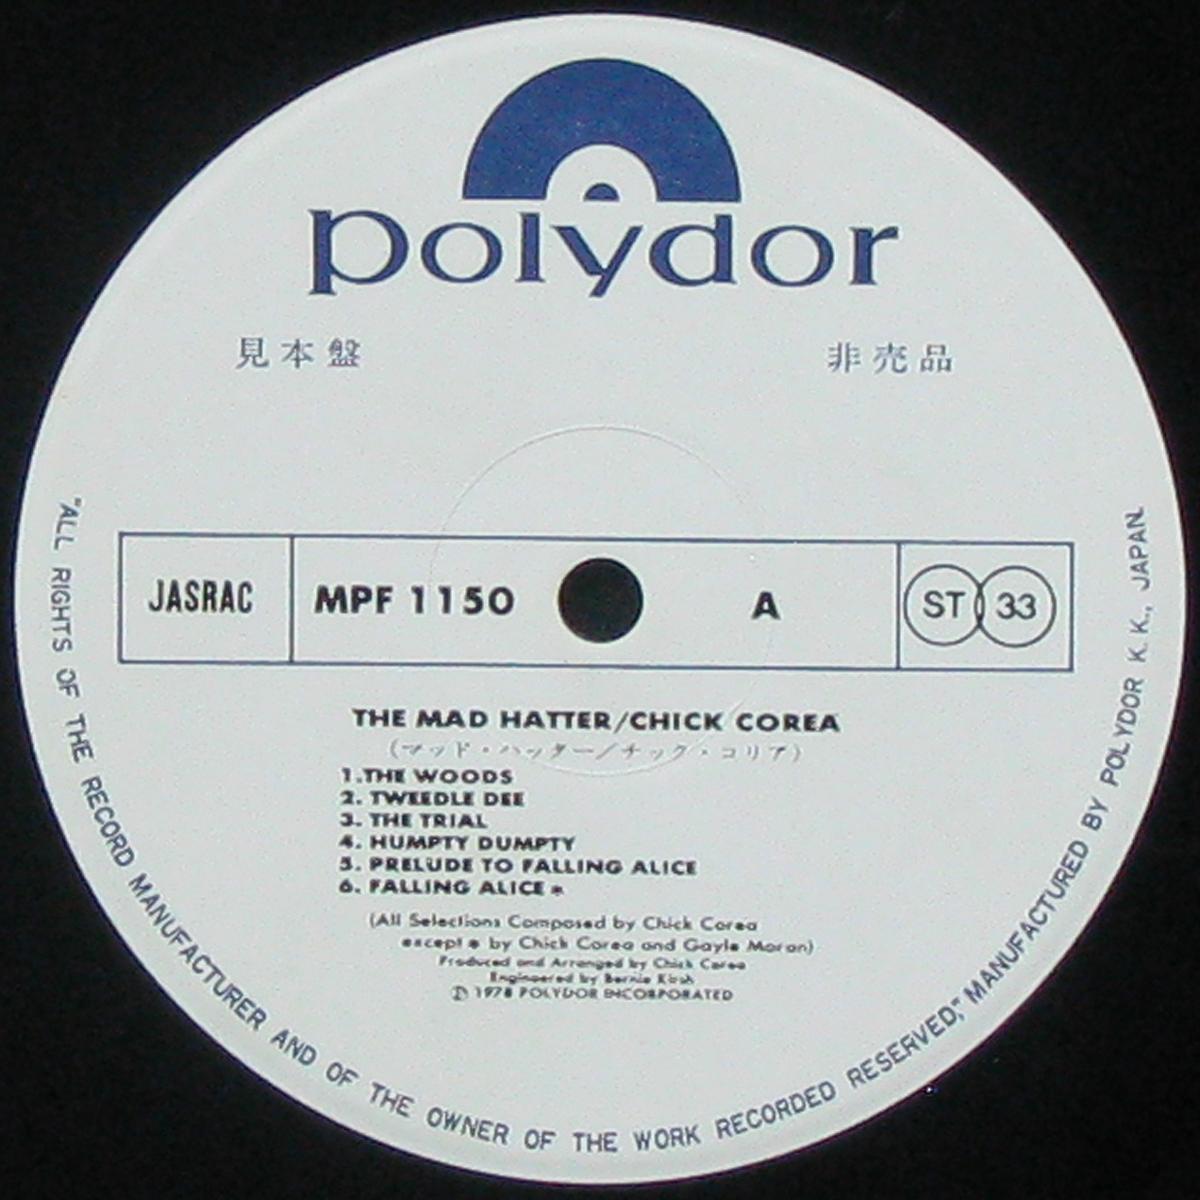 polydor
見本盤 非売品
JASRAC MPF 1150 A ST 33
THE MAD HATTER/CHICK COREA
(マッド・ハッター/チック・コリア)
1.THE WOODS
2. TWEEDLE DEE
3. THE TRIAL
4. HUMPTY DUMPTY
5. PRELUDE TO FALLING ALICE
6. FALLING ALICE *
(All Selections Composed by Chick Corea
except * by Chick Corea and Gayle Moran)
Produced and Arranged by Chick Corea
Engineered by Bernie Kirsh
Ⓟ 1978 POLYDOR INCORPORATED
"ALL RIGHTS OF THE RECORD MANUFACTURER AND OF THE OWNER OF THE WORK RECORDED RESERVED," MANUFACTURED BY POLYDOR K.K., JAPAN